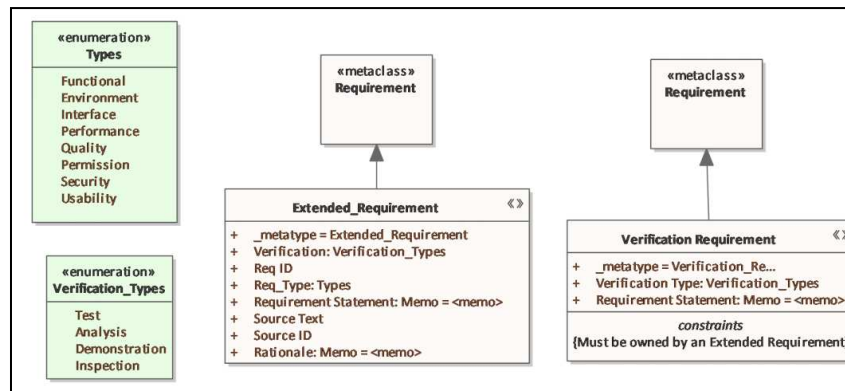 «enumeration»
Types
Functional
Environment
Interface
Performance
Quality
Permission
Security
Usability
«enumeration»
Verification_Types
Test
Analysis
Demonstration
Inspection
«metaclass»
Requirement
«»
Extended_Requirement
+ _metatype = Extended_Requirement
+ Verification: Verification_Types
+ Req ID
+ Req_Type: Types
+ Requirement Statement: Memo = <memo>
+ Source Text
+ Source ID
+ Rationale: Memo = <memo>
«metaclass»
Requirement
«»
Verification Requirement
+ _metatype = Verification_Re...
+ Verification Type: Verification_Types
+ Requirement Statement: Memo = <memo>
constraints
{Must be owned by an Extended Requirement